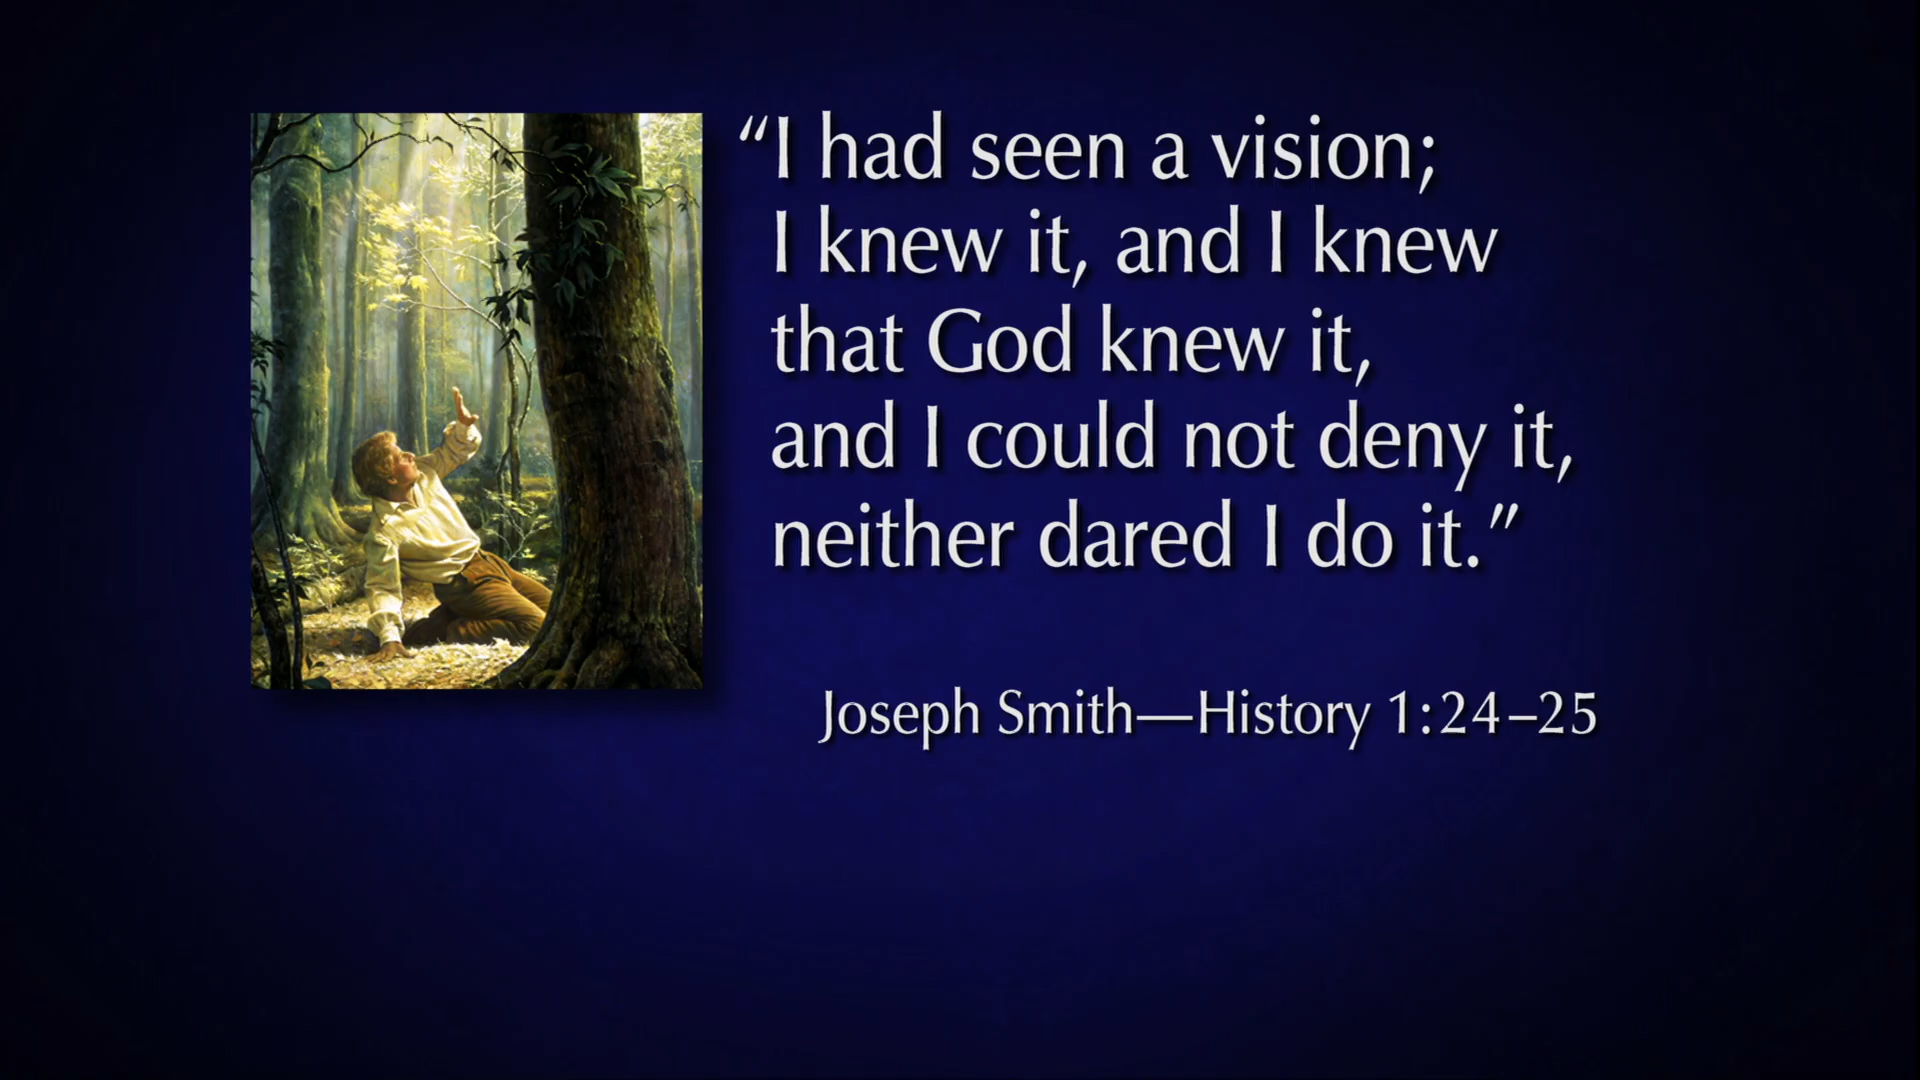 “I had seen a vision;
I knew it, and I knew
that God knew it,
and I could not deny it,
neither dared I do it.”
Joseph Smith—History 1:24–25